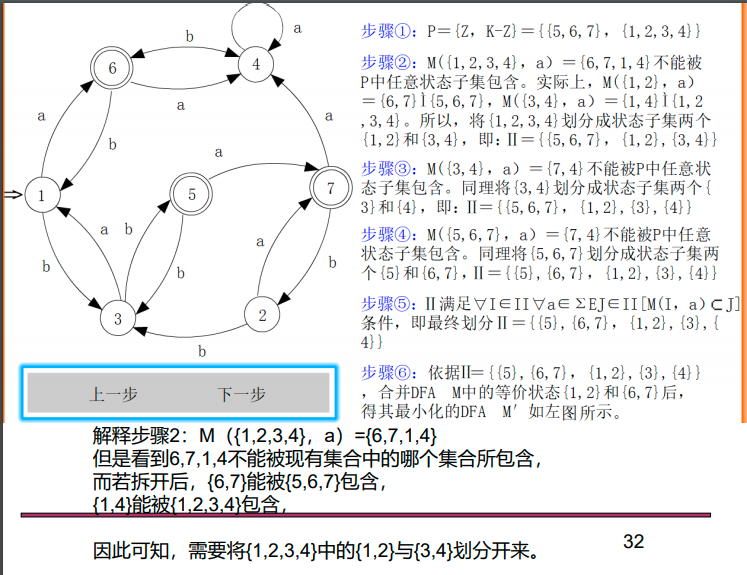 步骤①：P＝{Z，K-Z}＝{{5,6,7}，{1,2,3,4}}
步骤②：M({1,2,3,4}，a）＝{6,7,1,4}不能被
P中任意状态子集包含。实际上，M({1,2}，a）
＝{6,7}Ì{5,6,7}，M({3,4}，a）＝{1,4}Ì{1,2
,3,4}。所以，将{1,2,3,4}划分成状态子集两个
{1,2}和{3,4}，即：Ⅱ＝{{5,6,7}，{1,2},{3,4}}
步骤③：M({3,4}，a）＝{7,4}不能被P中任意状
态子集包含。同理将{3,4}划分成状态子集两个{
3}和{4}，即：Ⅱ＝{{5,6,7}，{1,2},{3},{4}}
步骤④：M({5,6,7}，a）＝{7,4}不能被P中任意
状态子集包含。同理将{5,6,7}划分成状态子集两
个{5}和{6,7}，Ⅱ＝{{5},{6,7}，{1,2},{3},{4}}
步骤⑤：Ⅱ满足∀I∈II∀a∈ΣEJ∈II[M(I，a)⊂J]
条件，即最终划分Ⅱ＝{{5},{6,7}，{1,2},{3},{
4}}
步骤⑥：依据Ⅱ＝{{5},{6,7}，{1,2},{3},{4}}
，合并DFA M中的等价状态{1,2}和{6,7}后，
得其最小化的DFA M′如左图所示。
b
a
6
4
a
a
b
a
a
1
5
7
a
b
b
b
a
b
3
2
b
上一步 下一步
解释步骤2：M（{1,2,3,4}，a）={6,7,1,4}
但是看到6,7,1,4不能被现有集合中的哪个集合所包含，
而若拆开后，{6,7}能被{5,6,7}包含，
{1,4}能被{1,2,3,4}包含，
因此可知，需要将{1,2,3,4}中的{1,2}与{3,4}划分开来。
32